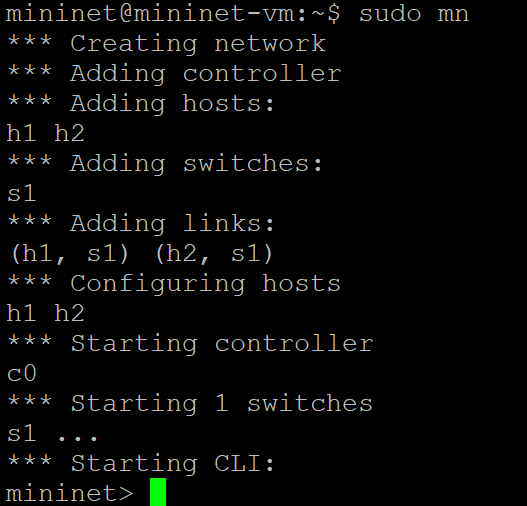 mininet@mininet-vm:~$ sudo mn
*** Creating network
*** Adding controller
*** Adding hosts:
h1 h2
*** Adding switches:
s1
*** Adding links:
(h1, s1) (h2, s1)
*** Configuring hosts
h1 h2
*** Starting controller
c0
*** Starting 1 switches
s1 ...
*** Starting CLI:
mininet>